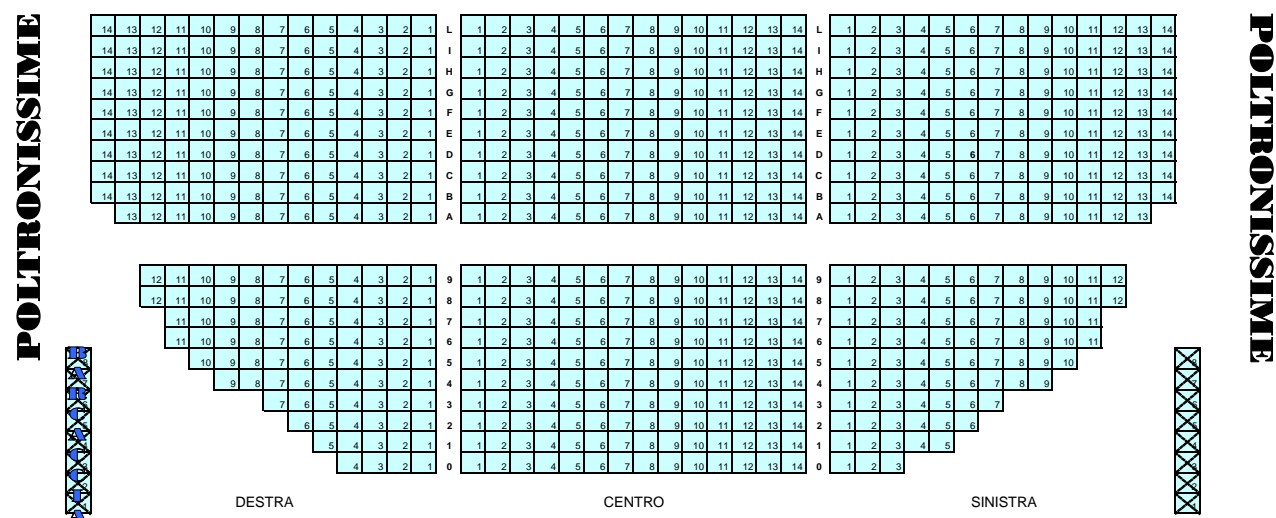 POLTRONISSIME
POLTRONISSIME
14 13 12 11 10 9 8 7 6 5 4 3 2 1 L 1 2 3 4 5 6 7 8 9 10 11 12 13 14 L 1 2 3 4 5 6 7 8 9 10 11 12 13 14
14 13 12 11 10 9 8 7 6 5 4 3 2 1 I 1 2 3 4 5 6 7 8 9 10 11 12 13 14 I 1 2 3 4 5 6 7 8 9 10 11 12 13 14
14 13 12 11 10 9 8 7 6 5 4 3 2 1 H 1 2 3 4 5 6 7 8 9 10 11 12 13 14 H 1 2 3 4 5 6 7 8 9 10 11 12 13 14
14 13 12 11 10 9 8 7 6 5 4 3 2 1 G 1 2 3 4 5 6 7 8 9 10 11 12 13 14 G 1 2 3 4 5 6 7 8 9 10 11 12 13 14
14 13 12 11 10 9 8 7 6 5 4 3 2 1 F 1 2 3 4 5 6 7 8 9 10 11 12 13 14 F 1 2 3 4 5 6 7 8 9 10 11 12 13 14
14 13 12 11 10 9 8 7 6 5 4 3 2 1 E 1 2 3 4 5 6 7 8 9 10 11 12 13 14 E 1 2 3 4 5 6 7 8 9 10 11 12 13 14
14 13 12 11 10 9 8 7 6 5 4 3 2 1 D 1 2 3 4 5 6 7 8 9 10 11 12 13 14 D 1 2 3 4 5 6 7 8 9 10 11 12 13 14
14 13 12 11 10 9 8 7 6 5 4 3 2 1 C 1 2 3 4 5 6 7 8 9 10 11 12 13 14 C 1 2 3 4 5 6 7 8 9 10 11 12 13 14
14 13 12 11 10 9 8 7 6 5 4 3 2 1 B 1 2 3 4 5 6 7 8 9 10 11 12 13 14 B 1 2 3 4 5 6 7 8 9 10 11 12 13 14
13 12 11 10 9 8 7 6 5 4 3 2 1 A 1 2 3 4 5 6 7 8 9 10 11 12 13 14 A 1 2 3 4 5 6 7 8 9 10 11 12 13
12 11 10 9 8 7 6 5 4 3 2 1 9 1 2 3 4 5 6 7 8 9 10 11 12 13 14 9 1 2 3 4 5 6 7 8 9 10 11 12
12 11 10 9 8 7 6 5 4 3 2 1 8 1 2 3 4 5 6 7 8 9 10 11 12 13 14 8 1 2 3 4 5 6 7 8 9 10 11 12
11 10 9 8 7 6 5 4 3 2 1 7 1 2 3 4 5 6 7 8 9 10 11 12 13 14 7 1 2 3 4 5 6 7 8 9 10 11
11 10 9 8 7 6 5 4 3 2 1 6 1 2 3 4 5 6 7 8 9 10 11 12 13 14 6 1 2 3 4 5 6 7 8 9 10 11
10 9 8 7 6 5 4 3 2 1 5 1 2 3 4 5 6 7 8 9 10 11 12 13 14 5 1 2 3 4 5 6 7 8 9 10
9 8 7 6 5 4 3 2 1 4 1 2 3 4 5 6 7 8 9 10 11 12 13 14 4 1 2 3 4 5 6 7 8 9
7 6 5 4 3 2 1 3 1 2 3 4 5 6 7 8 9 10 11 12 13 14 3 1 2 3 4 5 6 7
6 5 4 3 2 1 2 1 2 3 4 5 6 7 8 9 10 11 12 13 14 2 1 2 3 4 5 6
5 4 3 2 1 1 1 2 3 4 5 6 7 8 9 10 11 12 13 14 1 1 2 3 4 5
4 3 2 1 0 1 2 3 4 5 6 7 8 9 10 11 12 13 14 0 1 2 3
BARCACCIA
DESTRA CENTRO SINISTRA